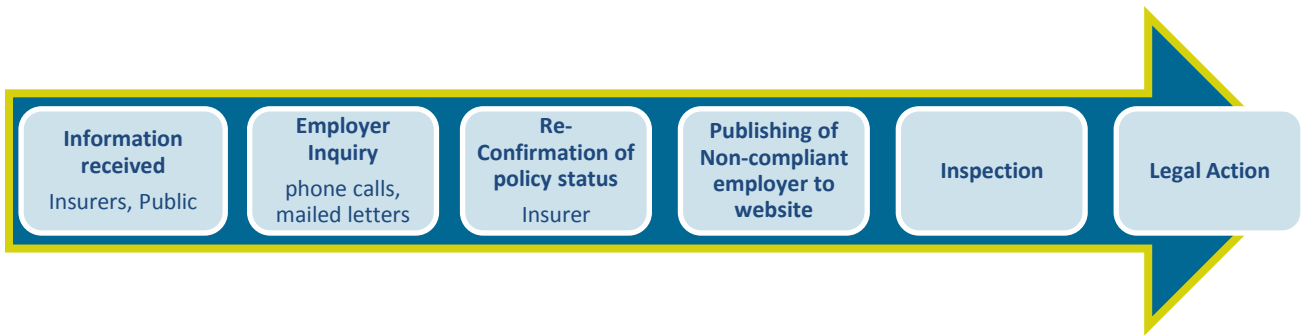 Information
received
Insurers, Public
Employer
Inquiry
phone calls,
mailed letters
Re-
Confirmation of
policy status
Insurer
Publishing of
Non-compliant
employer to
website
Inspection
Legal Action